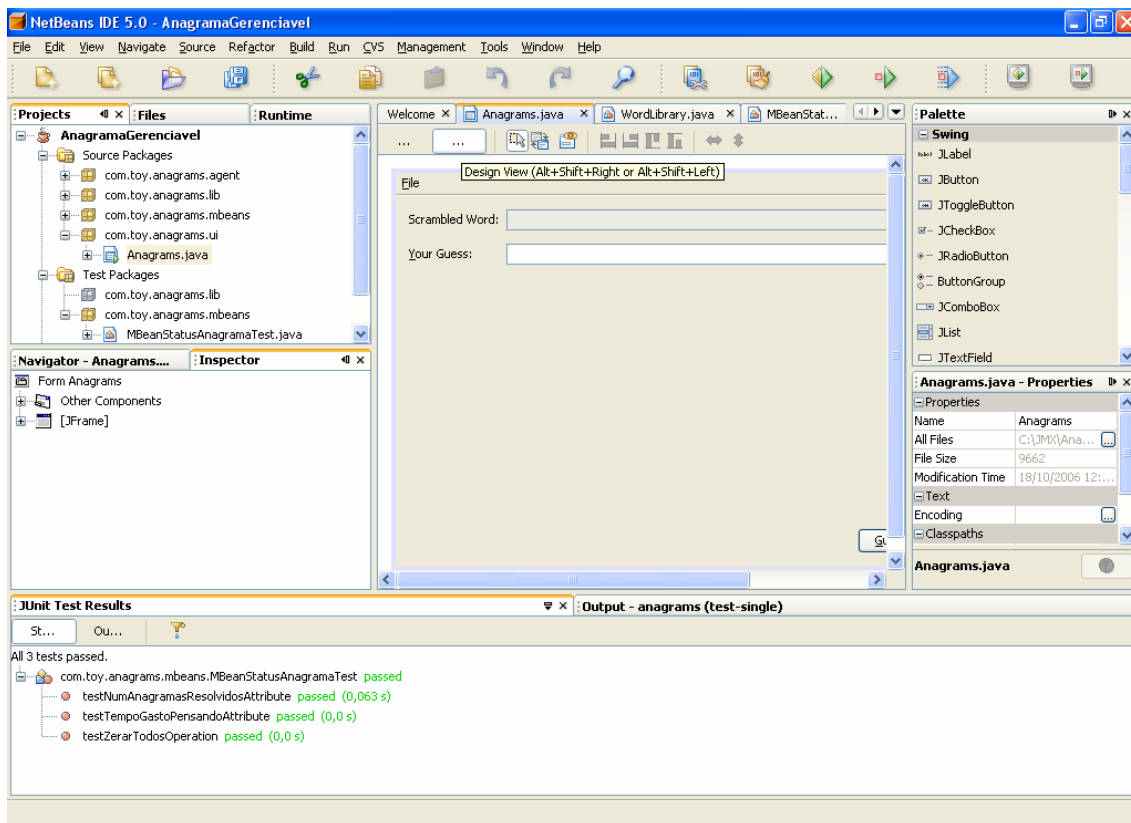 NetBeans IDE 5.0 - AnagramaGerenciavel
File Edit View Navigate Source Refactor Build Run CVS Management Tools Window Help
Projects Files Runtime
AnagramaGerenciavel
Source Packages
com.toy.anagrams.agent
com.toy.anagrams.lib
com.toy.anagrams.mbeans
com.toy.anagrams.ui
Anagrams.java
Test Packages
com.toy.anagrams.lib
com.toy.anagrams.mbeans
MBeanStatusAnagramaTest.java
Navigator - Anagrams.... Inspector
Form Anagrams
Other Components
[JFrame]
Welcome Anagrams.java WordLibrary.java MBeanStat...
... ...
Design View (Alt+Shift+Right or Alt+Shift+Left)
File
Scrambled Word:
Your Guess:
Gu
Palette
Swing
JLabel
JButton
JToggleButton
JCheckBox
JRadioButton
ButtonGroup
JComboBox
JList
JTextField
Anagrams.java - Properties
Properties
Name Anagrams
All Files C:\JMX\Ana... ...
File Size 9662
Modification Time 18/10/2006 12:...
Text
Encoding ...
Classpaths
Anagrams.java
JUnit Test Results Output - anagrams (test-single)
St... Ou...
All 3 tests passed.
com.toy.anagrams.mbeans.MBeanStatusAnagramaTest passed
testNumAnagramasResolvidosAttribute passed (0,063 s)
testTempoGastoPensandoAttribute passed (0,0 s)
testZerarTodosOperation passed (0,0 s)